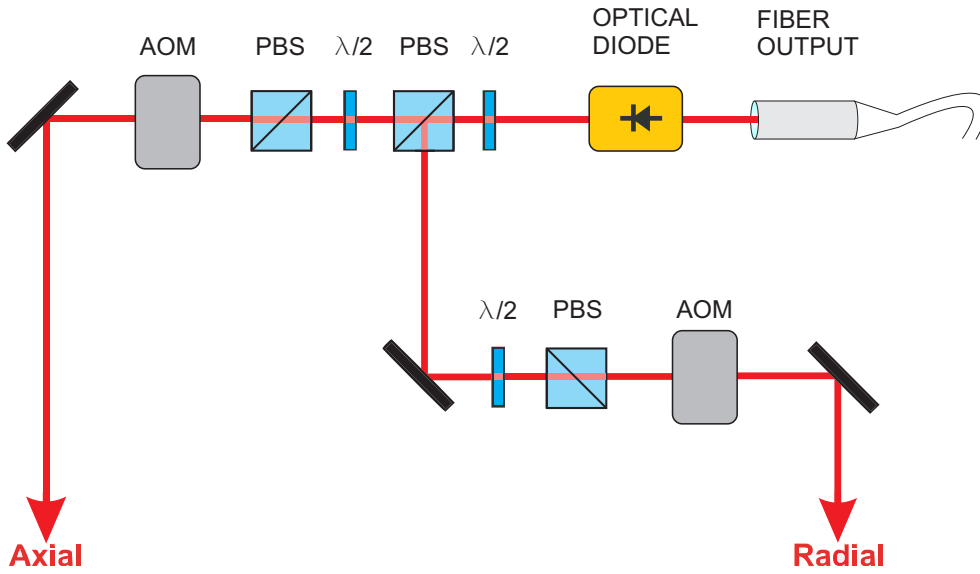 OPTICAL FIBER
AOM PBS λ/2 PBS λ/2 DIODE OUTPUT
λ/2 PBS AOM
Axial Radial